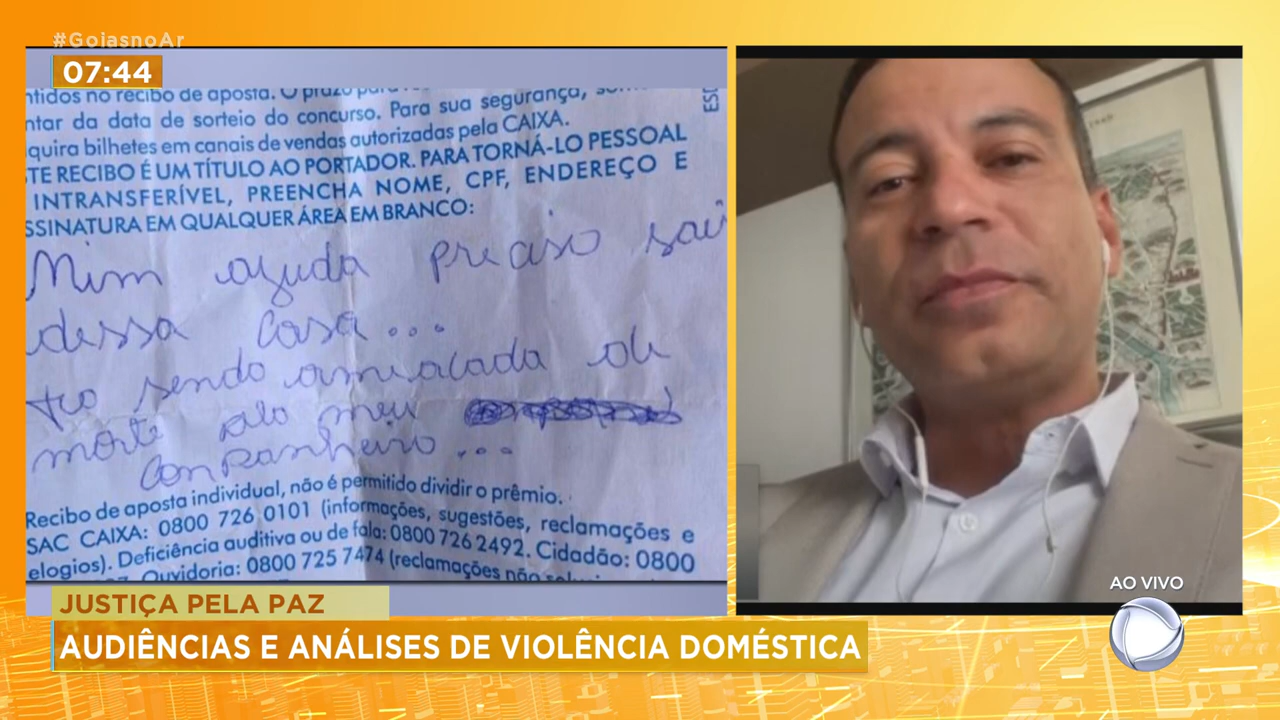 #GoiasnoAr
07:44
ntidos no recibo de aposta. O prazo para
ntar da data de sorteio do concurso. Para sua segurança,
quira bilhetes em canais de vendas autorizadas pela CAIXA.
STE RECIBO É UM TÍTULO AO PORTADOR. PARA TORNÁ-LO PESSOAL
INTRANSFERÍVEL, PREENCHA NOME, CPF, ENDEREÇO E
SSINATURA EM QUALQUER ÁREA EM BRANCO:
Mim ajuda preciso sair
dessa casa...
tro sendo amiaçada de
morte pelo meu
companheiro...
Recibo de aposta individual, não é permitido dividir o prêmio.
SAC CAIXA: 0800 726 0101 (informações, sugestões, reclamações e
elogios). Deficiência auditiva ou de fala: 0800 726 2492. Cidadão: 0800
Ouvidoria: 0800 725 7474 (reclamações não
AO VIVO
JUSTIÇA PELA PAZ
AUDIÊNCIAS E ANÁLISES DE VIOLÊNCIA DOMÉSTICA